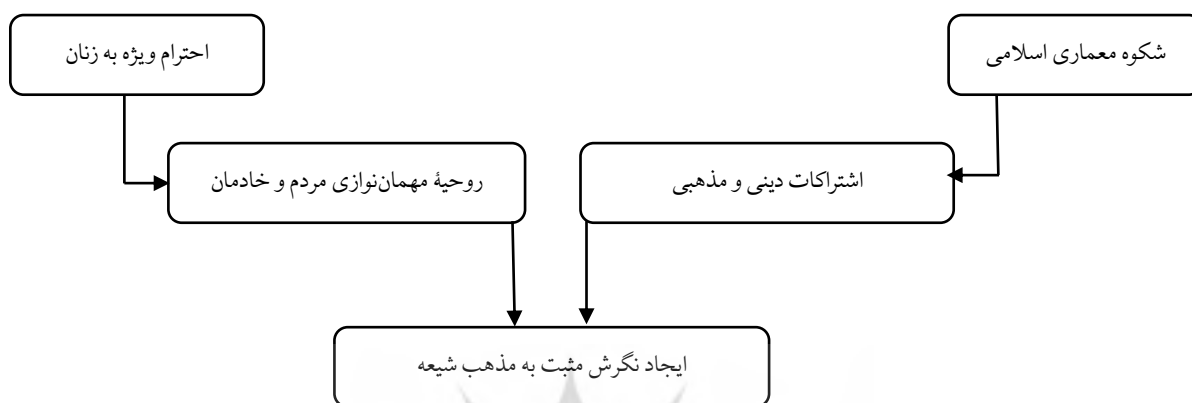 شکوه معماری اسلامی
احترام ویژه به زنان
اشتراکات دینی و مذهبی
روحیۀ مهمان‌نوازی مردم و خادمان
ایجاد نگرش مثبت به مذهب شیعه